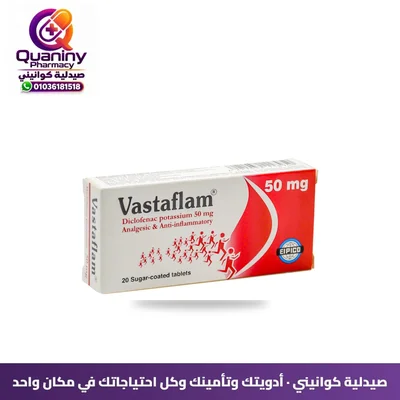 Quaniny
Pharmacy
صيدلية كوانيني
01036181518
50 mg
Vastaflam®
Diclofenac potassium 50 mg
Analgesic & Anti-inflammatory
EIPICO
20 Sugar-coated tablets
صيدلية كوانيني - أدويتك وتأمينك وكل احتياجاتك في مكان واحد